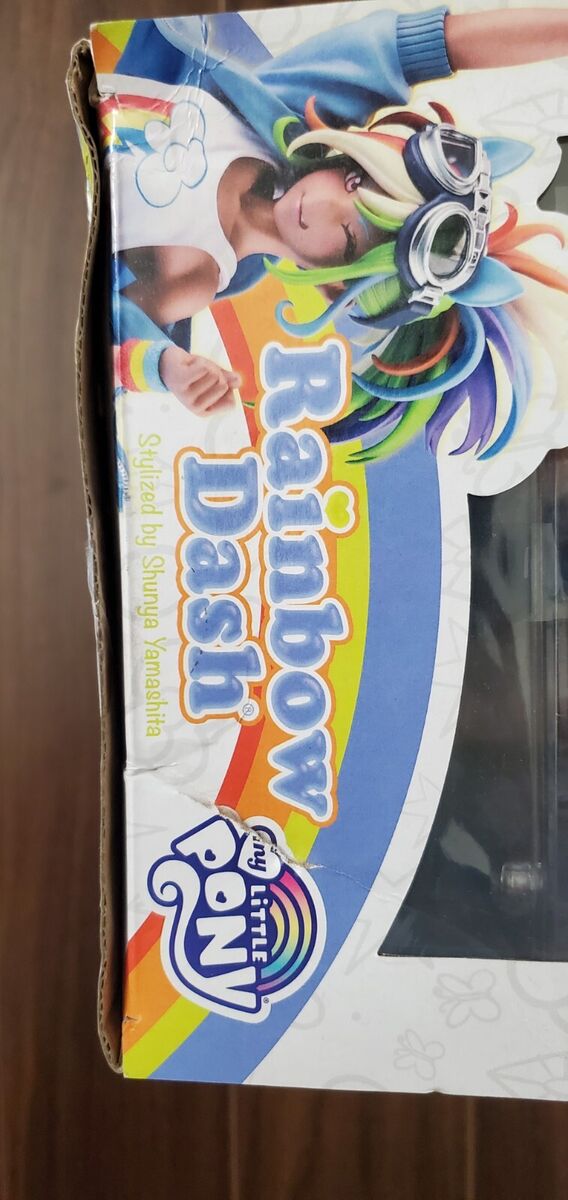 Rainbow
Dash®
Stylized by Shunya Yamashita
my
LiTTLE
PONY®